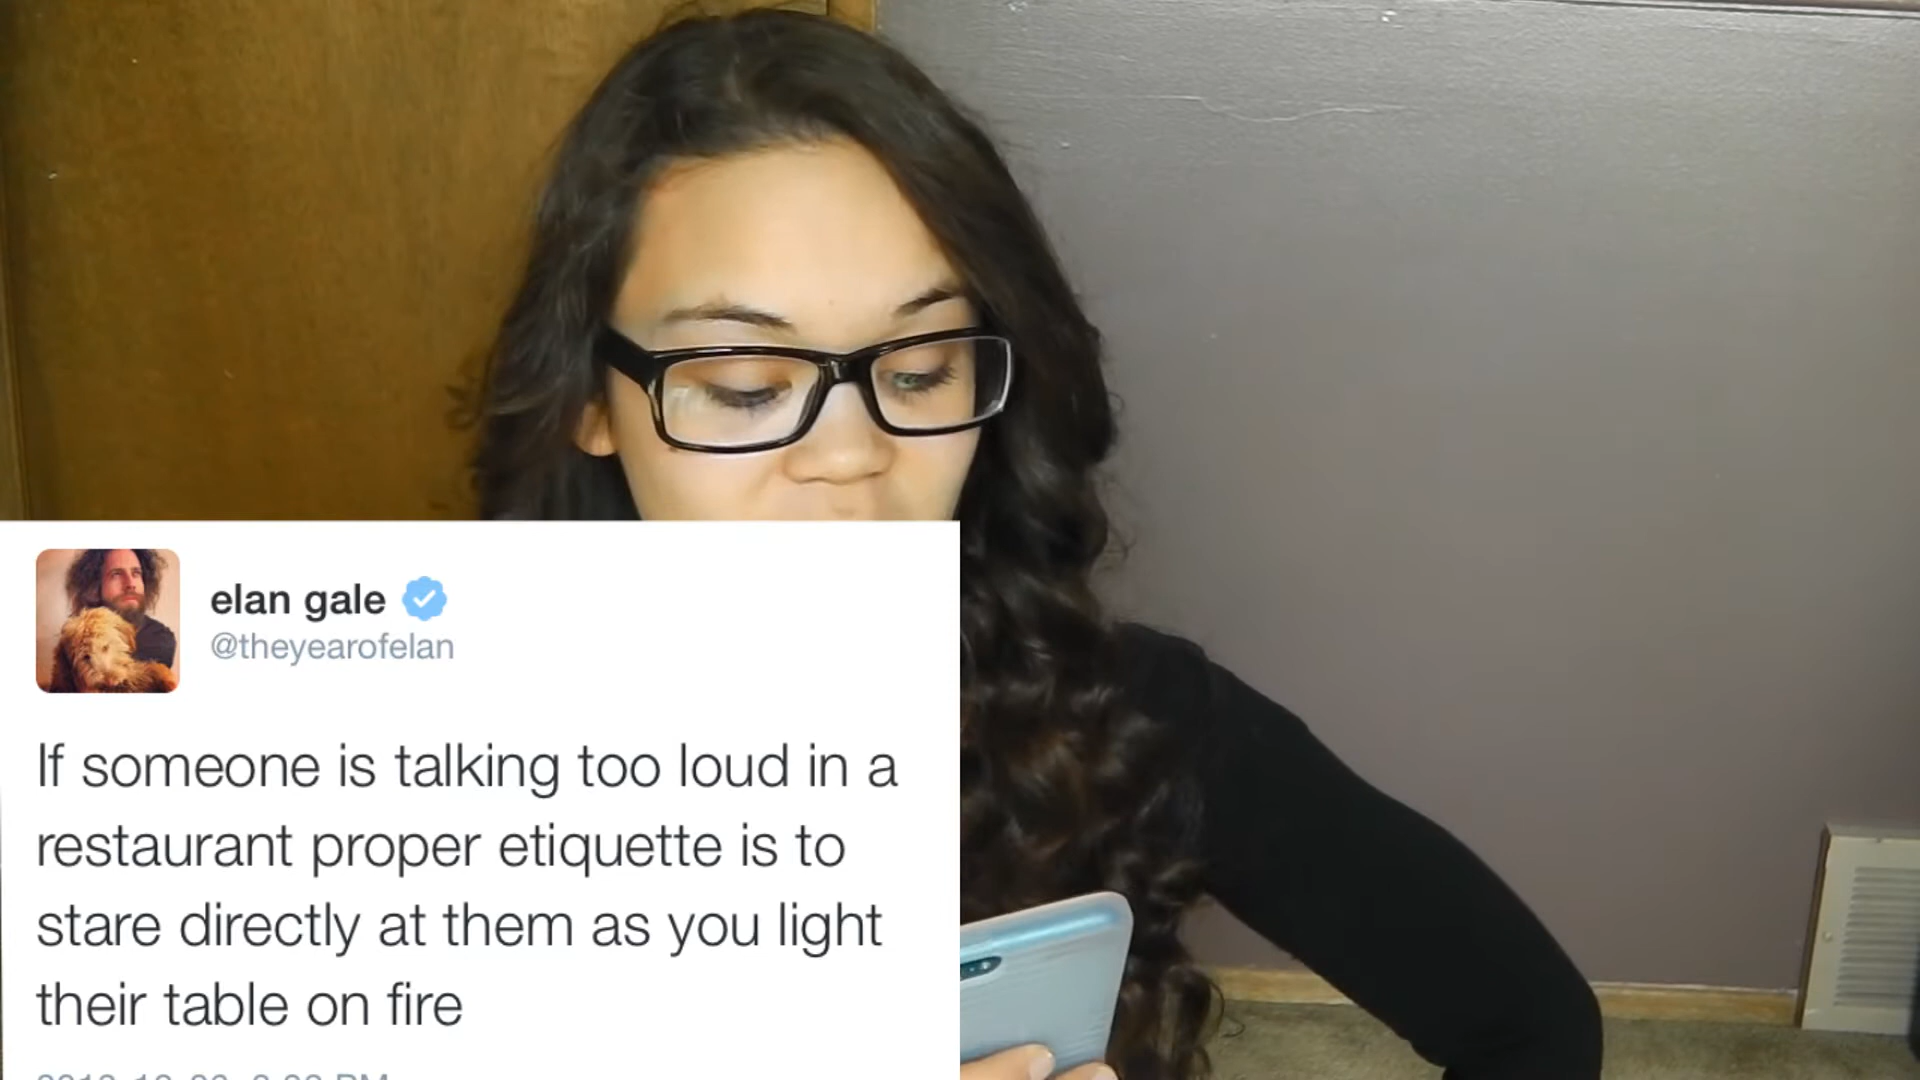 elan gale
@theyearofelan
If someone is talking too loud in a
restaurant proper etiquette is to
stare directly at them as you light
their table on fire